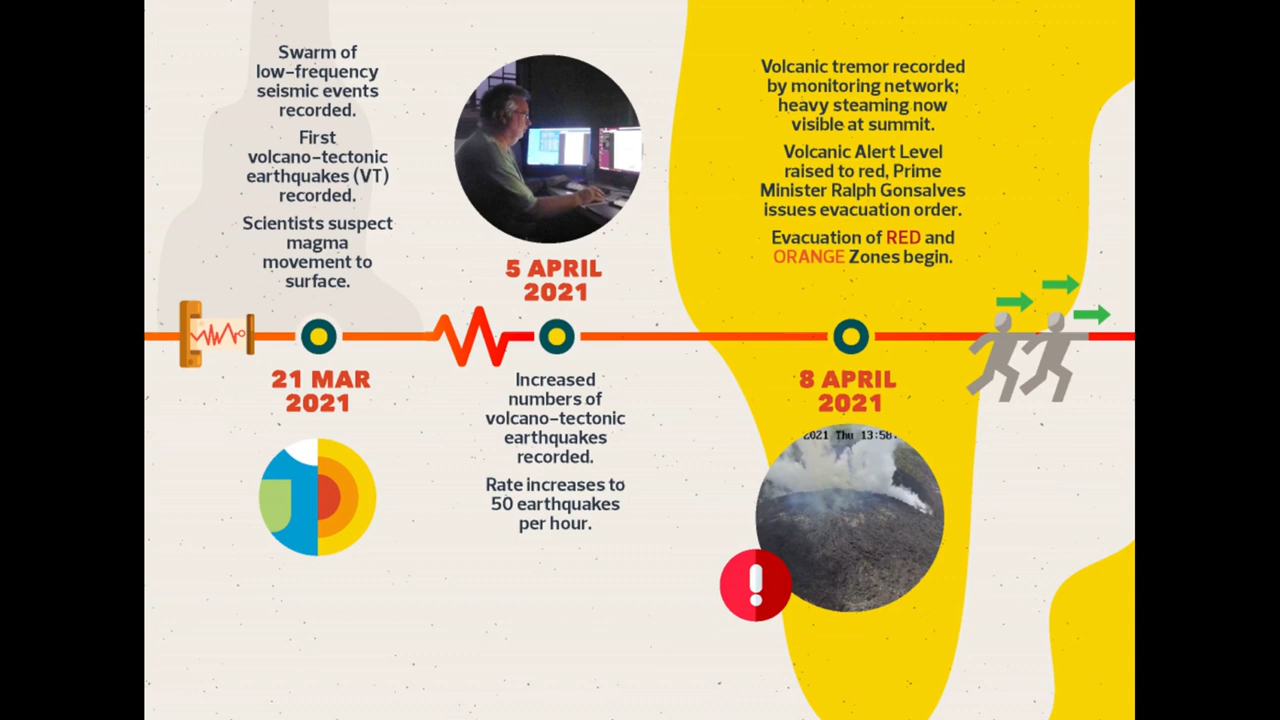 Swarm of
low-frequency
seismic events
recorded.
First
volcano-tectonic
earthquakes (VT)
recorded.
Scientists suspect
magma
movement to
surface.
21 MAR
2021
5 APRIL
2021
Increased
numbers of
volcano-tectonic
earthquakes
recorded.
Rate increases to
50 earthquakes
per hour.
Volcanic tremor recorded
by monitoring network;
heavy steaming now
visible at summit.
Volcanic Alert Level
raised to red, Prime
Minister Ralph Gonsalves
issues evacuation order.
Evacuation of RED and
ORANGE Zones begin.
8 APRIL
2021
2021 Thu 13:58